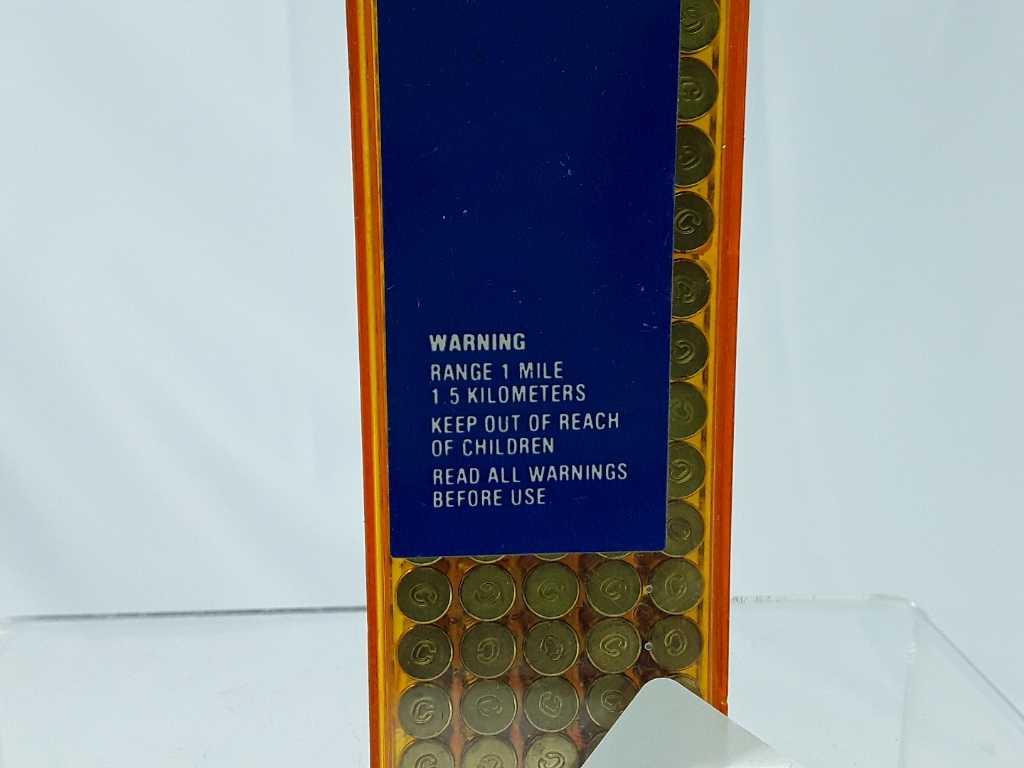 WARNING
RANGE 1 MILE
1.5 KILOMETERS
KEEP OUT OF REACH
OF CHILDREN
READ ALL WARNINGS
BEFORE USE